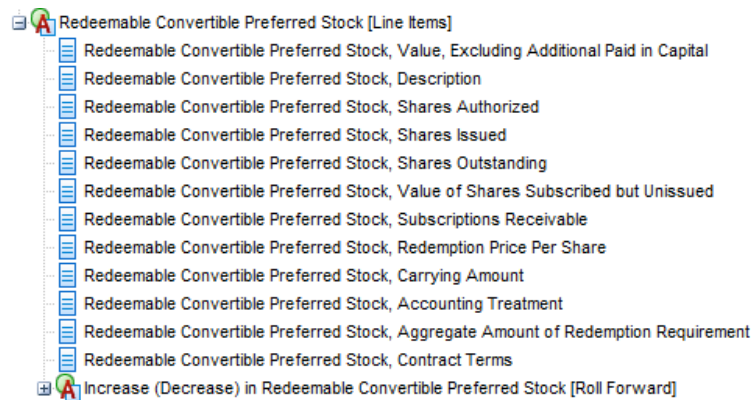 Redeemable Convertible Preferred Stock [Line Items]
Redeemable Convertible Preferred Stock, Value, Excluding Additional Paid in Capital
Redeemable Convertible Preferred Stock, Description
Redeemable Convertible Preferred Stock, Shares Authorized
Redeemable Convertible Preferred Stock, Shares Issued
Redeemable Convertible Preferred Stock, Shares Outstanding
Redeemable Convertible Preferred Stock, Value of Shares Subscribed but Unissued
Redeemable Convertible Preferred Stock, Subscriptions Receivable
Redeemable Convertible Preferred Stock, Redemption Price Per Share
Redeemable Convertible Preferred Stock, Carrying Amount
Redeemable Convertible Preferred Stock, Accounting Treatment
Redeemable Convertible Preferred Stock, Aggregate Amount of Redemption Requirement
Redeemable Convertible Preferred Stock, Contract Terms
Increase (Decrease) in Redeemable Convertible Preferred Stock [Roll Forward]